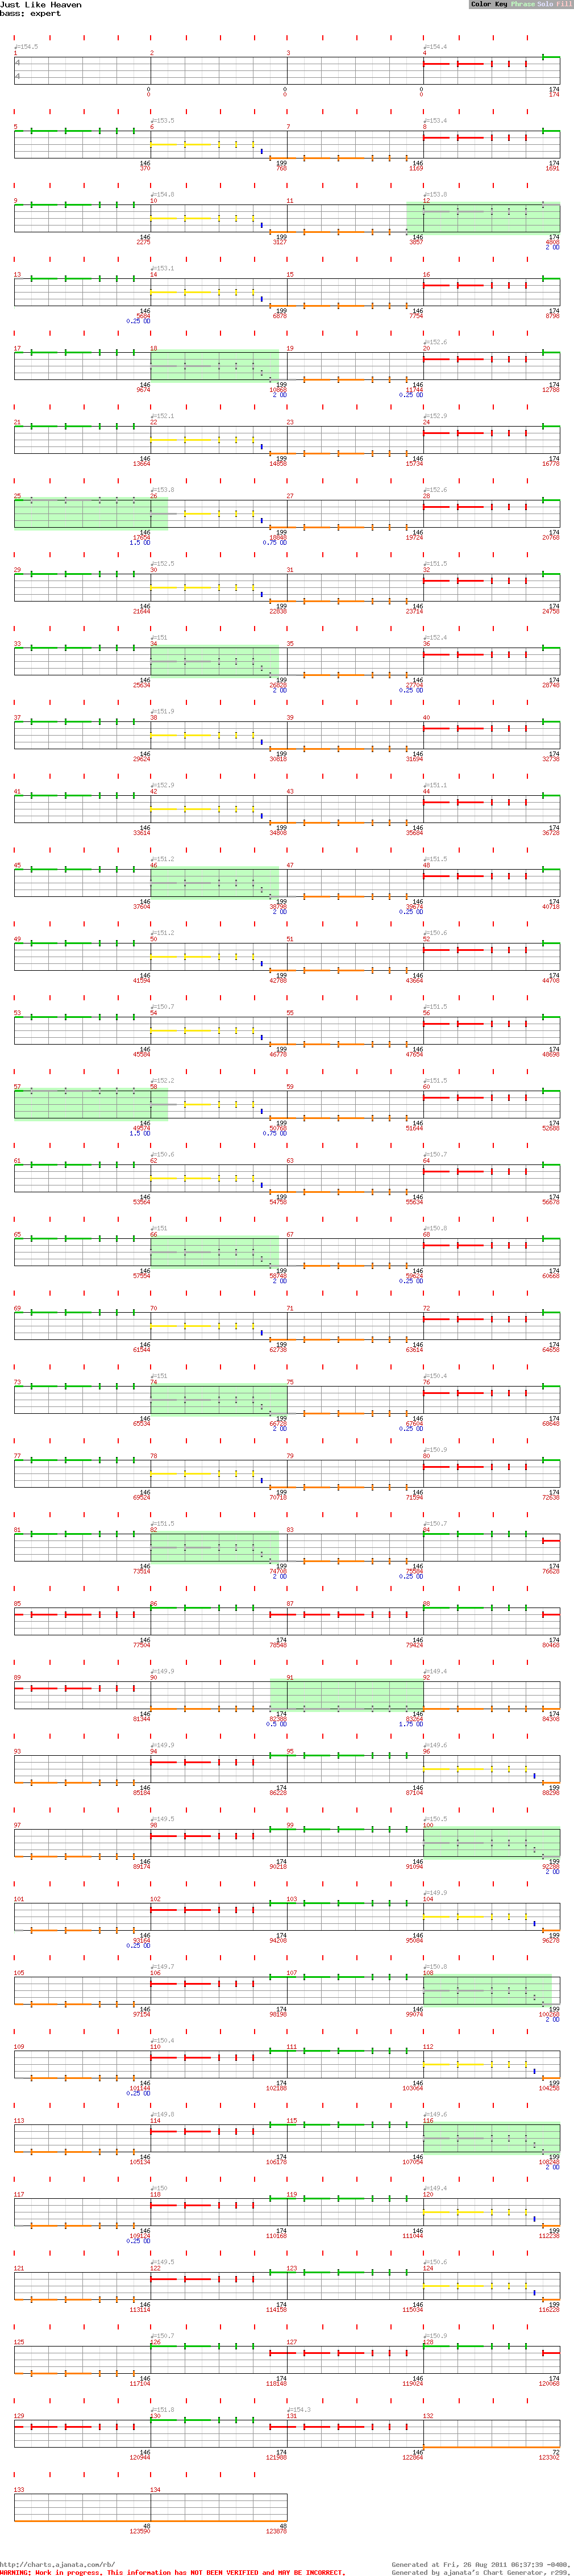 Just Like Heaven
bass: expert
Color Key Phrase Solo Fill
♩=154.5 ♩=154.4
1 2 3 4
4
4
0 0 0 174
0 0 0 174
♩=153.5 ♩=153.4
5 6 7 8
146 199 146 174
370 768 1169 1691
♩=154.8 ♩=153.8
9 10 11 12
146 199 146 174
2275 3127 3857 4808
2 OD
♩=153.1
13 14 15 16
146 199 146 174
5684 6878 7754 8798
0.25 OD
♩=152.6
17 18 19 20
146 199 146 174
9674 10868 11744 12788
2 OD 0.25 OD
♩=152.1 ♩=152.9
21 22 23 24
146 199 146 174
13664 14858 15734 16778
♩=153.8 ♩=152.6
25 26 27 28
146 199 146 174
17654 18848 19724 20768
1.5 OD 0.75 OD
♩=152.5 ♩=151.5
29 30 31 32
146 199 146 174
21644 22838 23714 24758
♩=151 ♩=152.4
33 34 35 36
146 199 146 174
25634 26828 27704 28748
2 OD 0.25 OD
♩=151.9
37 38 39 40
146 199 146 174
29624 30818 31694 32738
♩=152.9 ♩=151.1
41 42 43 44
146 199 146 174
33614 34808 35684 36728
♩=151.2 ♩=151.5
45 46 47 48
146 199 146 174
37604 38798 39674 40718
2 OD 0.25 OD
♩=151.2 ♩=150.6
49 50 51 52
146 199 146 174
41594 42788 43664 44708
♩=150.7 ♩=151.5
53 54 55 56
146 199 146 174
45584 46778 47654 48698
♩=152.2 ♩=151.5
57 58 59 60
146 199 146 174
49574 50768 51644 52688
1.5 OD 0.75 OD
♩=150.6 ♩=150.7
61 62 63 64
146 199 146 174
53564 54758 55634 56678
♩=151 ♩=150.8
65 66 67 68
146 199 146 174
57554 58748 59624 60668
2 OD 0.25 OD
69 70 71 72
146 199 146 174
61544 62738 63614 64658
♩=151 ♩=150.4
73 74 75 76
146 199 146 174
65534 66728 67604 68648
2 OD 0.25 OD
♩=150.9
77 78 79 80
146 199 146 174
69524 70718 71594 72638
♩=151.5 ♩=150.7
81 82 83 84
146 199 146 174
73514 74708 75584 76628
2 OD 0.25 OD
85 86 87 88
146 174 146 174
77504 78548 79424 80468
♩=149.9 ♩=149.4
89 90 91 92
146 174 146 174
81344 82388 83264 84308
0.5 OD 1.75 OD
♩=149.9 ♩=149.6
93 94 95 96
146 174 146 199
85184 86228 87104 88298
♩=149.5 ♩=150.5
97 98 99 100
146 174 146 199
89174 90218 91094 92288
2 OD
♩=149.9
101 102 103 104
146 174 146 199
93164 94208 95084 96278
0.25 OD
♩=149.7 ♩=150.8
105 106 107 108
146 174 146 199
97154 98198 99074 100268
2 OD
♩=150.4
109 110 111 112
146 174 146 199
101144 102188 103064 104258
0.25 OD
♩=149.8 ♩=149.6
113 114 115 116
146 174 146 199
105134 106178 107054 108248
2 OD
♩=150 ♩=149.4
117 118 119 120
146 174 146 199
109124 110168 111044 112238
0.25 OD
♩=149.5 ♩=150.6
121 122 123 124
146 174 146 199
113114 114158 115034 116228
♩=150.7 ♩=150.9
125 126 127 128
146 174 146 174
117104 118148 119024 120068
♩=151.8 ♩=154.3
129 130 131 132
146 174 146 72
120944 121988 122864 123302
133 134
48 48
123590 123878
http://charts.ajanata.com/rb/ Generated at Fri, 26 Aug 2011 06:37:39 -0400,
WARNING: Work in progress. This information has NOT BEEN VERIFIED and MAY BE INCORRECT. Generated by ajanata's Chart Generator, r299.